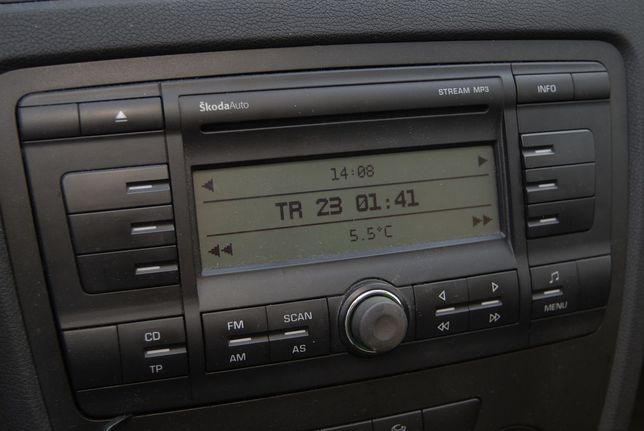 ŠkodaAuto
STREAM MP3
INFO
14:08
TR 23 01:41
5.5°C
CD
TP
FM
AM
SCAN
AS
MENU